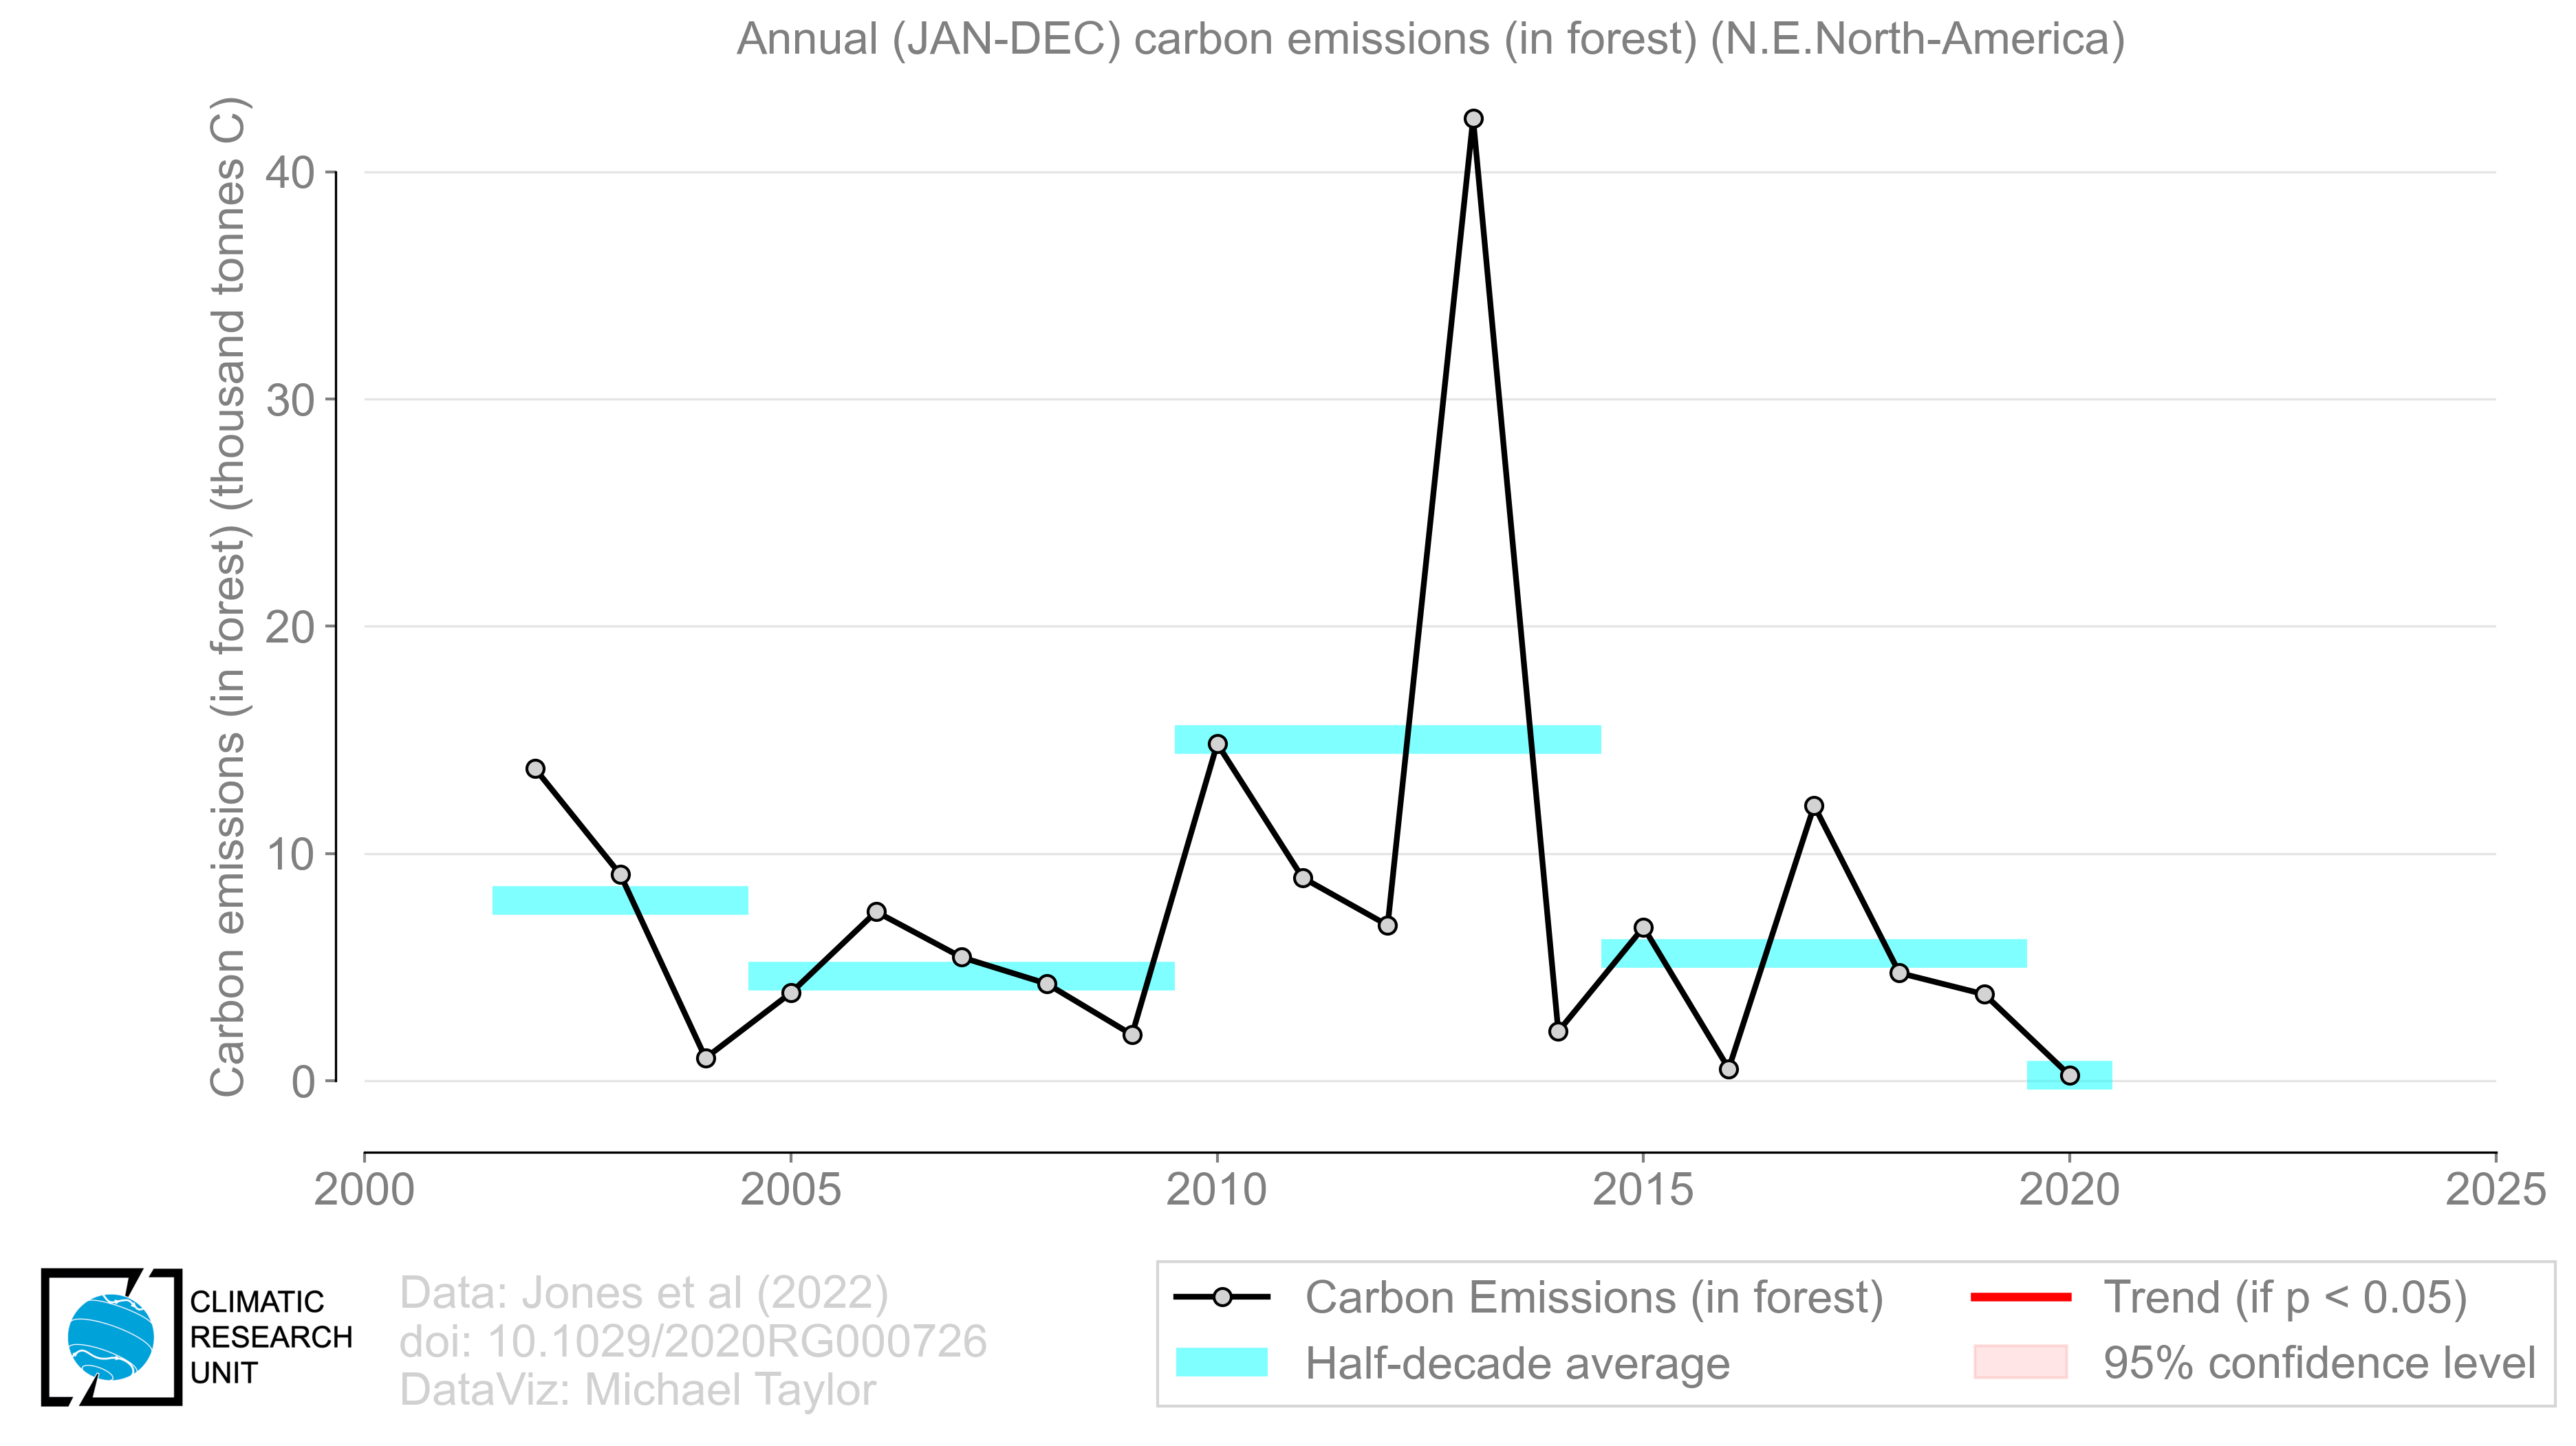 Annual (JAN-DEC) carbon emissions (in forest) (N.E.North-America)
Carbon emissions (in forest) (thousand tonnes C)
40
30
20
10
0
2000
2005
2010
2015
2020
2025
CLIMATIC
RESEARCH
UNIT
Data: Jones et al (2022)
doi: 10.1029/2020RG000726
DataViz: Michael Taylor
Carbon Emissions (in forest)
Half-decade average
Trend (if p < 0.05)
95% confidence level